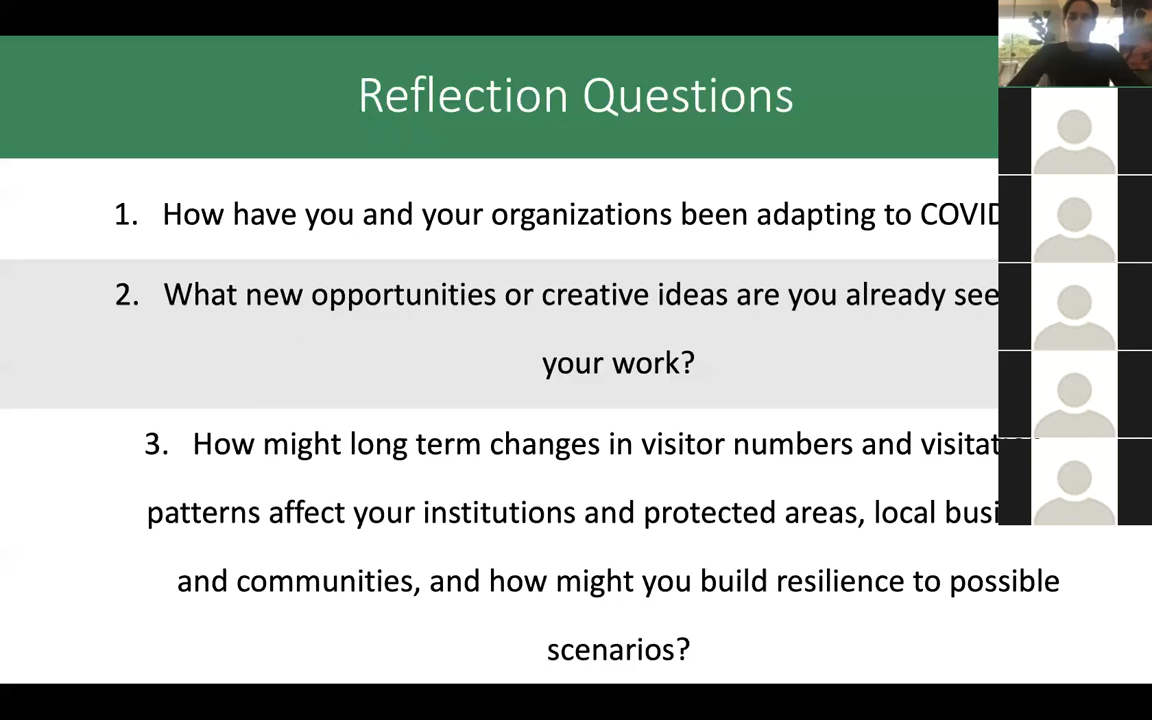 Reflection Questions
1. How have you and your organizations been adapting to COVID
2. What new opportunities or creative ideas are you already see
your work?
3. How might long term changes in visitor numbers and
patterns affect your institutions and protected areas, local
and communities, and how might you build resilience to possible
scenarios?